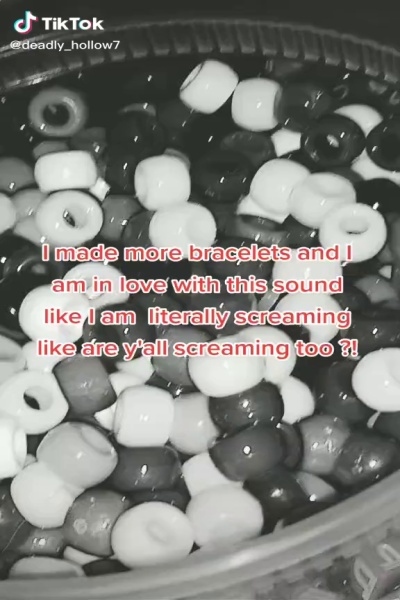 TikTok
@deadly_hollow7
I made more bracelets and I
am in love with this sound
like I am literally screaming
like are y'all screaming too ?!